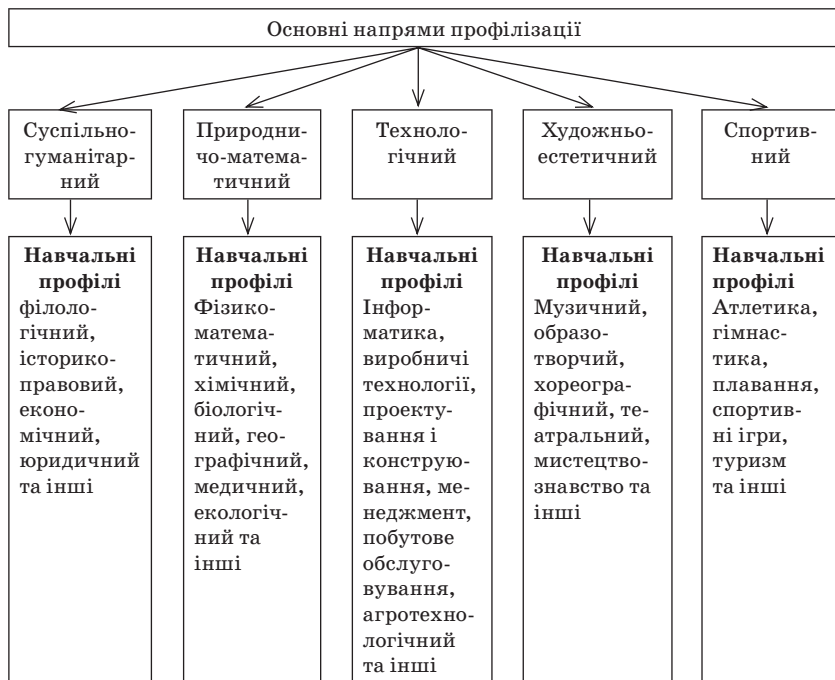 Основні напрями профілізації
Суспільно-
гуманітар-
ний
Природни-
чо-матема-
тичний
Техноло-
гічний
Художньо-
естетичний
Спортив-
ний
Навчальні
профілі
філоло-
гічний,
історико-
правовий,
еконо-
мічний,
юридичний
та інші
Навчальні
профілі
Фізико-
матема-
тичний,
хімічний,
біологіч-
ний, гео-
графічний,
медичний,
екологіч-
ний та
інші
Навчальні
профілі
Інфор-
матика,
виробничі
технології,
проекту-
вання і
конструю-
вання, ме-
неджмент,
побутове
обслуго-
вування,
агротехно-
логічний
та інші
Навчальні
профілі
Музичний,
образо-
творчий,
хореогра-
фічний, те-
атральний,
мистецтво-
знавство та
інші
Навчальні
профілі
Атлетика,
гімнас-
тика,
плавання,
спортив-
ні ігри,
туризм
та інші